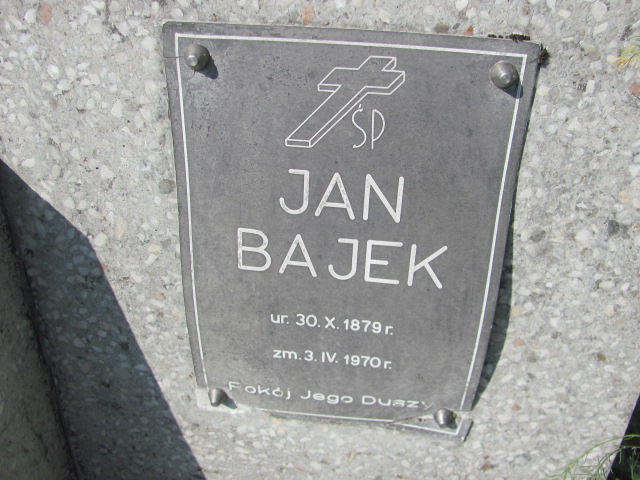 ŚP
JAN
BAJEK
ur. 30. X. 1879 r.
zm. 3. IV. 1970 r.
Pokój Jego Duszy